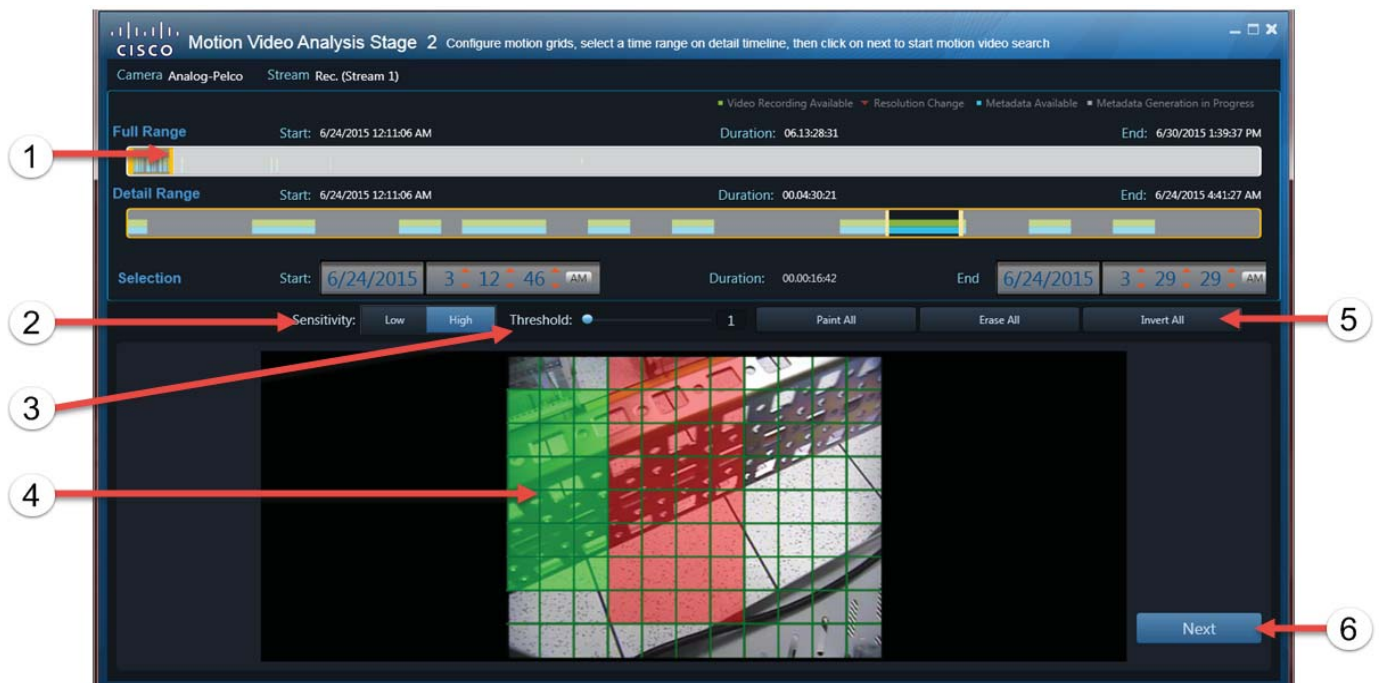 CISCO Motion Video Analysis Stage 2 Configure motion grids, select a time range on detail timeline, then click on next to start motion video search
Camera Analog-Pelco Stream Rec. (Stream 1)
Video Recording Available Resolution Change Metadata Available Metadata Generation in Progress
Full Range Start: 6/24/2015 12:11:06 AM Duration: 06.13:28:31 End: 6/30/2015 1:39:37 PM
1
Detail Range Start: 6/24/2015 12:11:06 AM Duration: 00.04:30:21 End: 6/24/2015 4:41:27 AM
Selection Start: 6/24/2015 3 : 12 : 46 AM Duration: 00.00:16:42 End 6/24/2015 3 : 29 : 29 AM
2 Sensitivity: Low High Threshold: 1 Paint All Erase All Invert All 5
3
4
Next 6